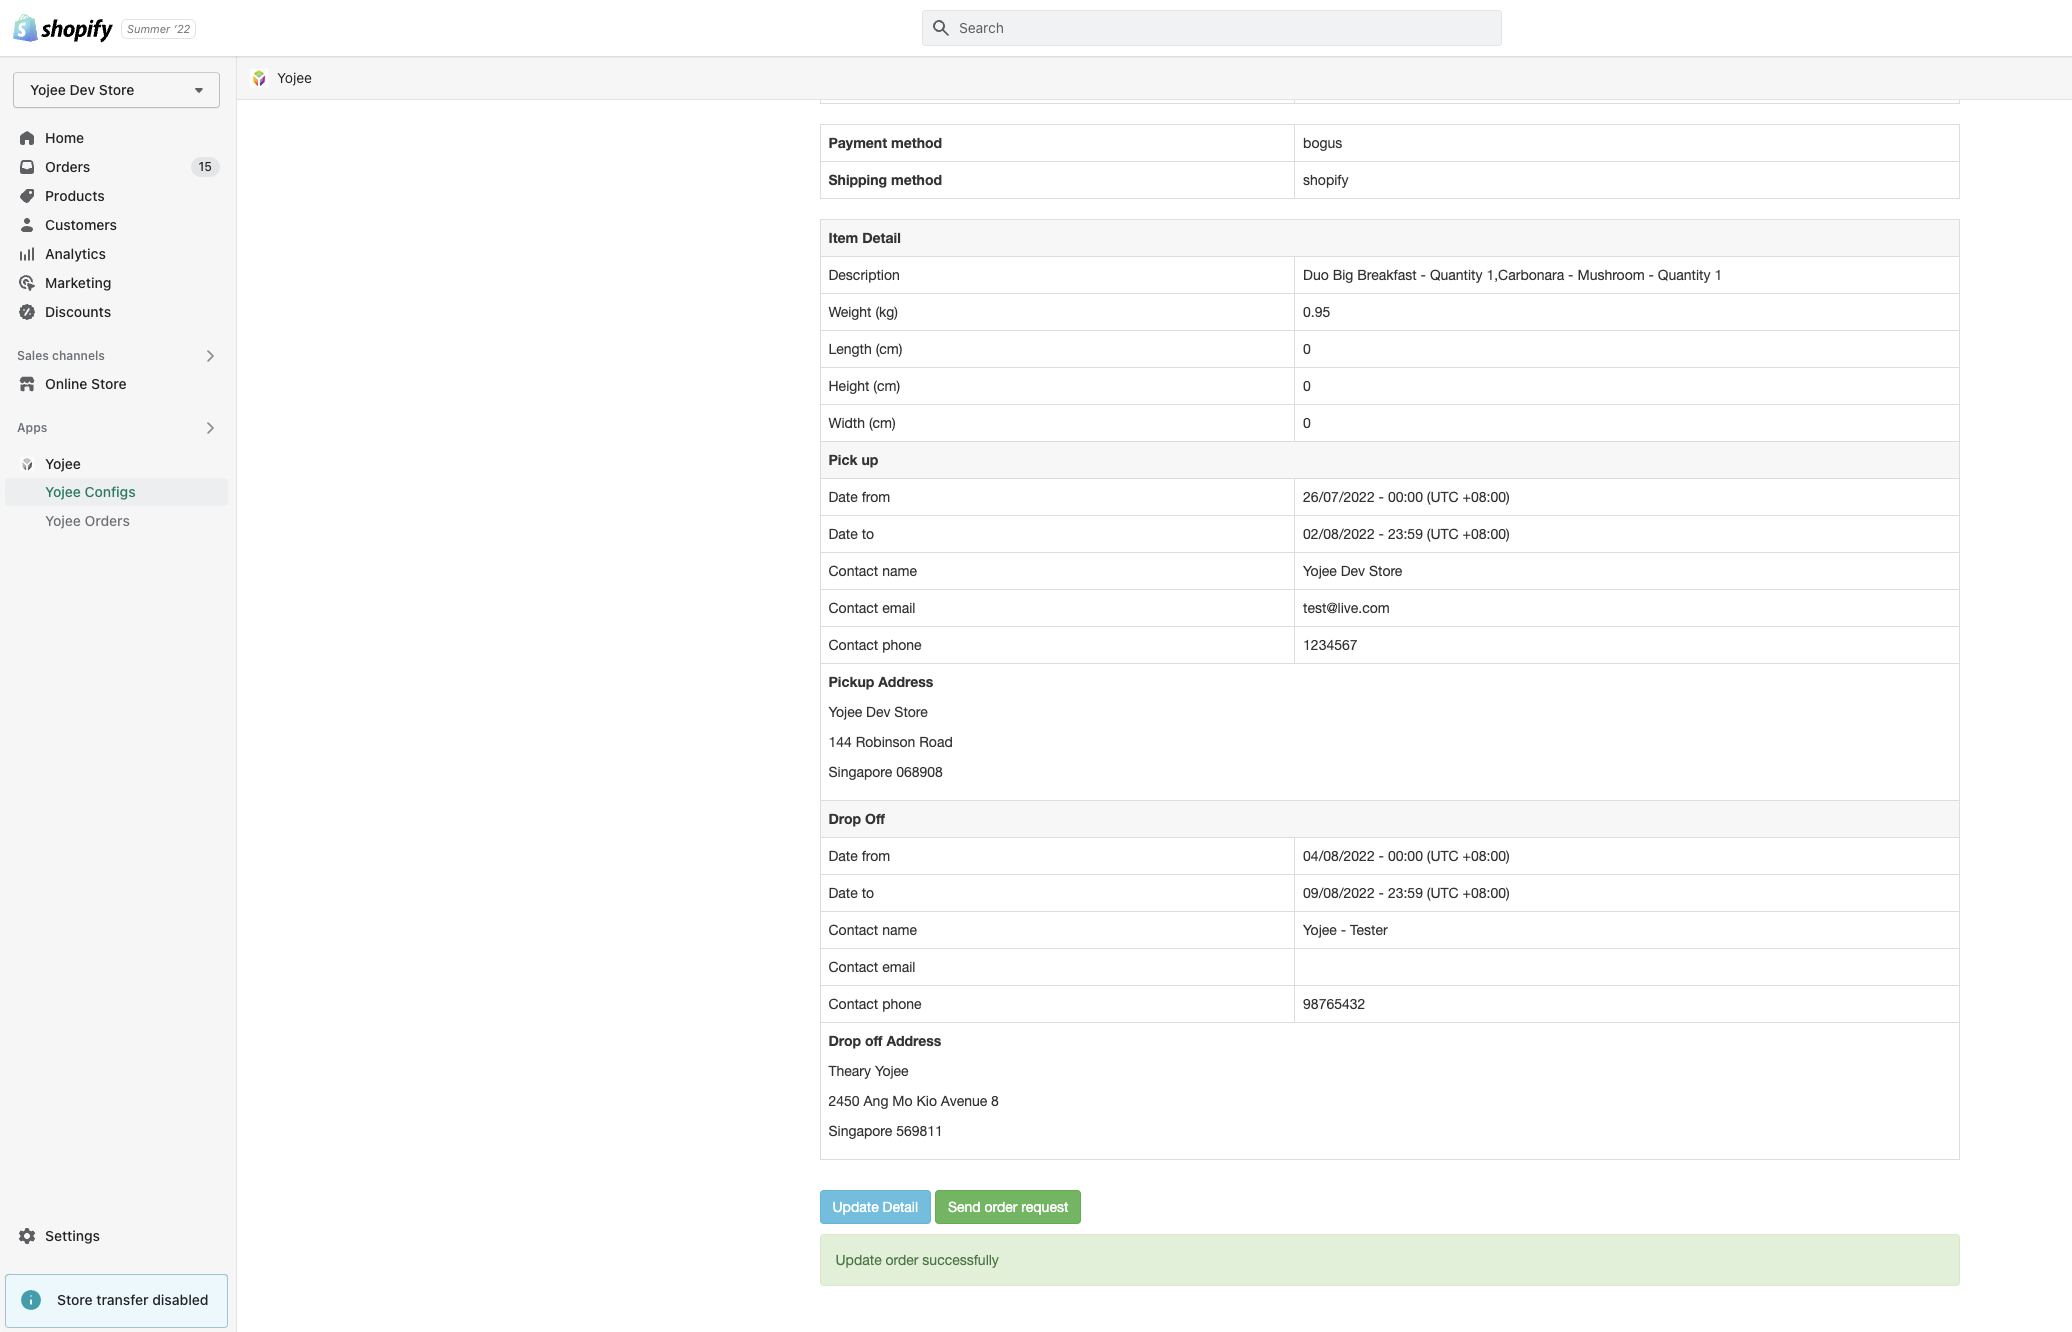 shopify Summer '22
Search
Yojee Dev Store
Yojee
Home
Orders 15
Products
Customers
Analytics
Marketing
Discounts
Sales channels
Online Store
Apps
Yojee
Yojee Configs
Yojee Orders
Settings
Store transfer disabled
Payment method bogus
Shipping method shopify
Item Detail
Description Duo Big Breakfast - Quantity 1,Carbonara - Mushroom - Quantity 1
Weight (kg) 0.95
Length (cm) 0
Height (cm) 0
Width (cm) 0
Pick up
Date from 26/07/2022 - 00:00 (UTC +08:00)
Date to 02/08/2022 - 23:59 (UTC +08:00)
Contact name Yojee Dev Store
Contact email test@live.com
Contact phone 1234567
Pickup Address
Yojee Dev Store
144 Robinson Road
Singapore 068908
Drop Off
Date from 04/08/2022 - 00:00 (UTC +08:00)
Date to 09/08/2022 - 23:59 (UTC +08:00)
Contact name Yojee - Tester
Contact email
Contact phone 98765432
Drop off Address
Theary Yojee
2450 Ang Mo Kio Avenue 8
Singapore 569811
Update Detail Send order request
Update order successfully